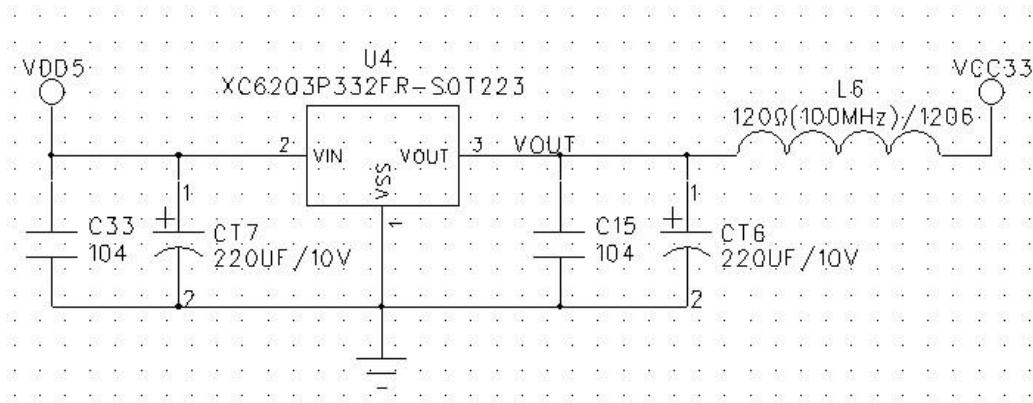 VDD5
U4
XC6203P332FR-SOT223
VCC33
L6
120Ω(100MHz)/1206
2
VIN
VOUT
3
VOUT
VSS
1
1
1
C33
104
CT7
220UF/10V
C15
104
CT6
220UF/10V
2
2